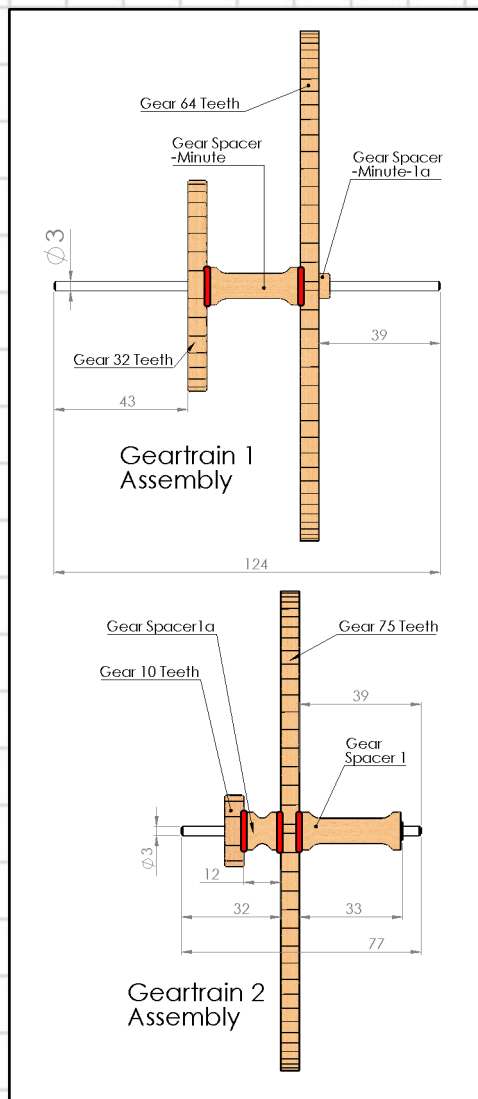 Gear 64 Teeth
Gear Spacer
-Minute
Gear Spacer
-Minute-1a
∅3
39
Gear 32 Teeth
43
Geartrain 1
Assembly
124
Gear Spacer1a
Gear 75 Teeth
Gear 10 Teeth
39
Gear
Spacer 1
∅3
12
32
33
77
Geartrain 2
Assembly